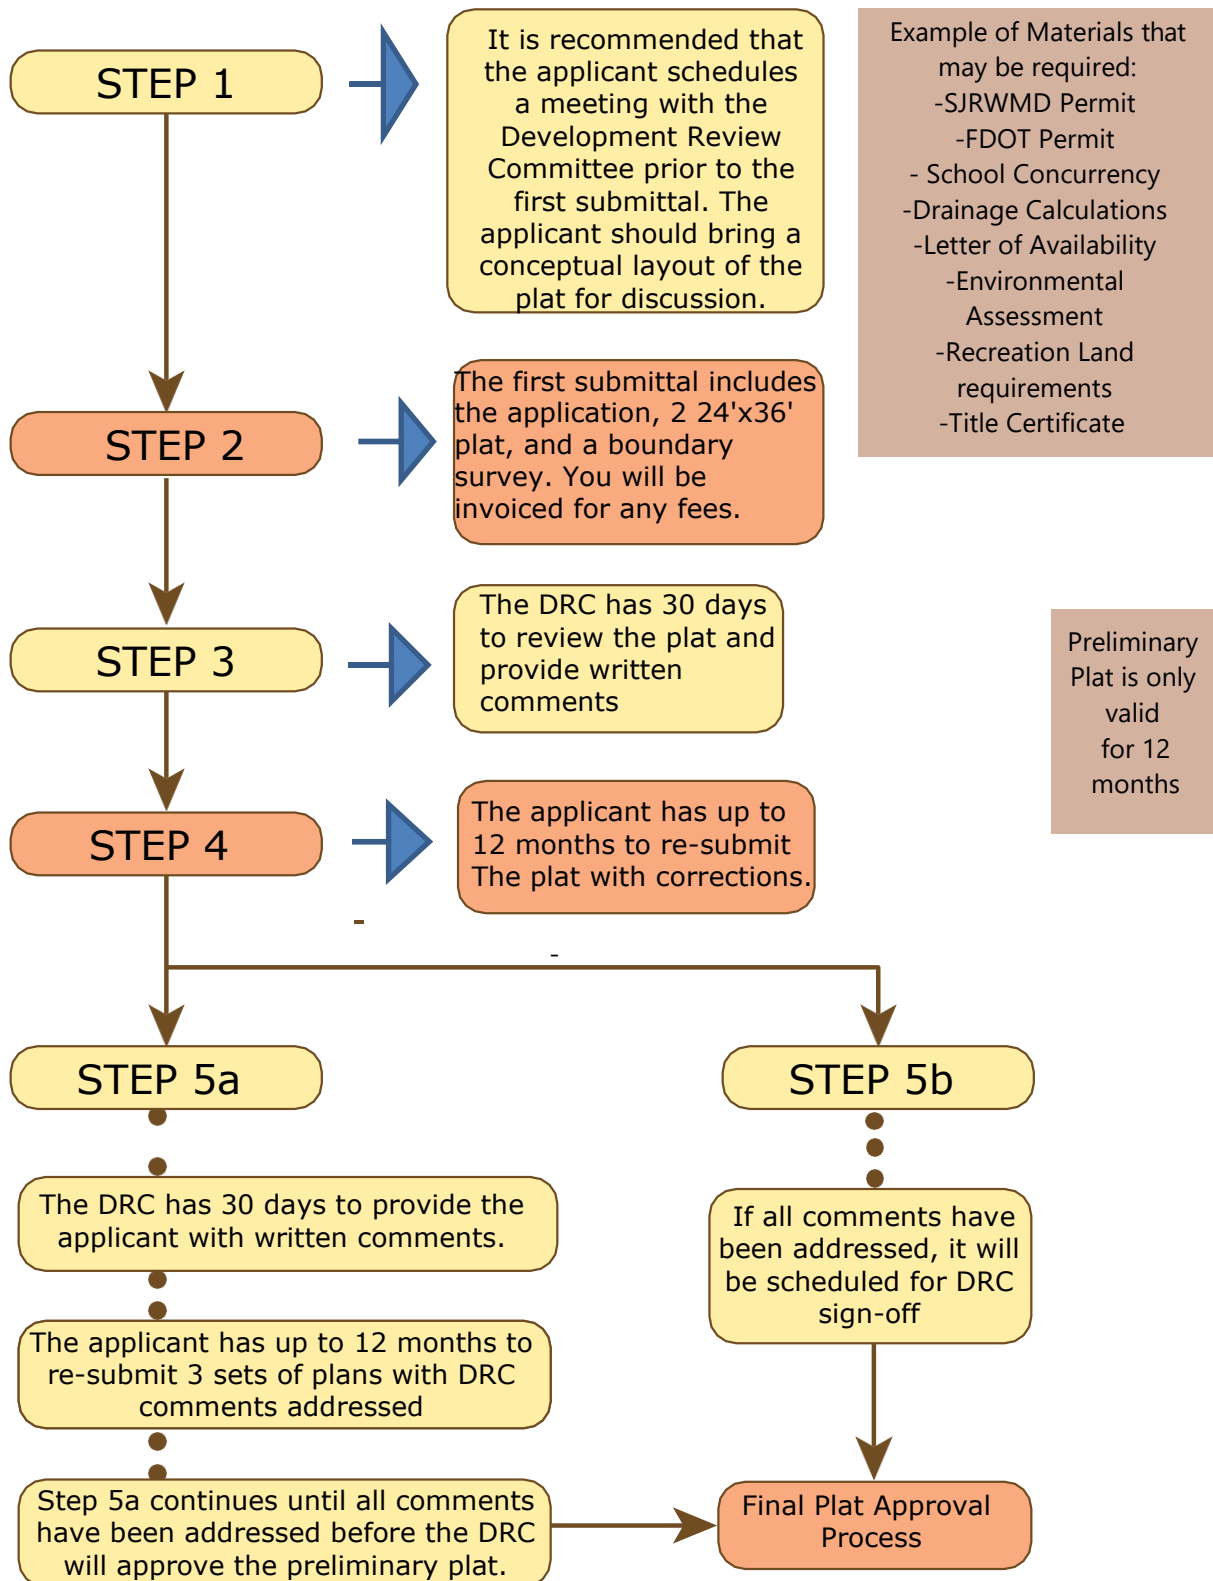 STEP 1
It is recommended that
the applicant schedules
a meeting with the
Development Review
Committee prior to the
first submittal. The
applicant should bring a
conceptual layout of the
plat for discussion.
Example of Materials that
may be required:
-SJRWMD Permit
-FDOT Permit
- School Concurrency
-Drainage Calculations
-Letter of Availability
-Environmental
Assessment
-Recreation Land
requirements
-Title Certificate
STEP 2
The first submittal includes
the application, 2 24'x36'
plat, and a boundary
survey. You will be
invoiced for any fees.
STEP 3
The DRC has 30 days
to review the plat and
provide written
comments
Preliminary
Plat is only
valid
for 12
months
STEP 4
The applicant has up to
12 months to re-submit
The plat with corrections.
-
-
STEP 5a
The DRC has 30 days to provide the
applicant with written comments.
The applicant has up to 12 months to
re-submit 3 sets of plans with DRC
comments addressed
Step 5a continues until all comments
have been addressed before the DRC
will approve the preliminary plat.
STEP 5b
If all comments have
been addressed, it will
be scheduled for DRC
sign-off
Final Plat Approval
Process